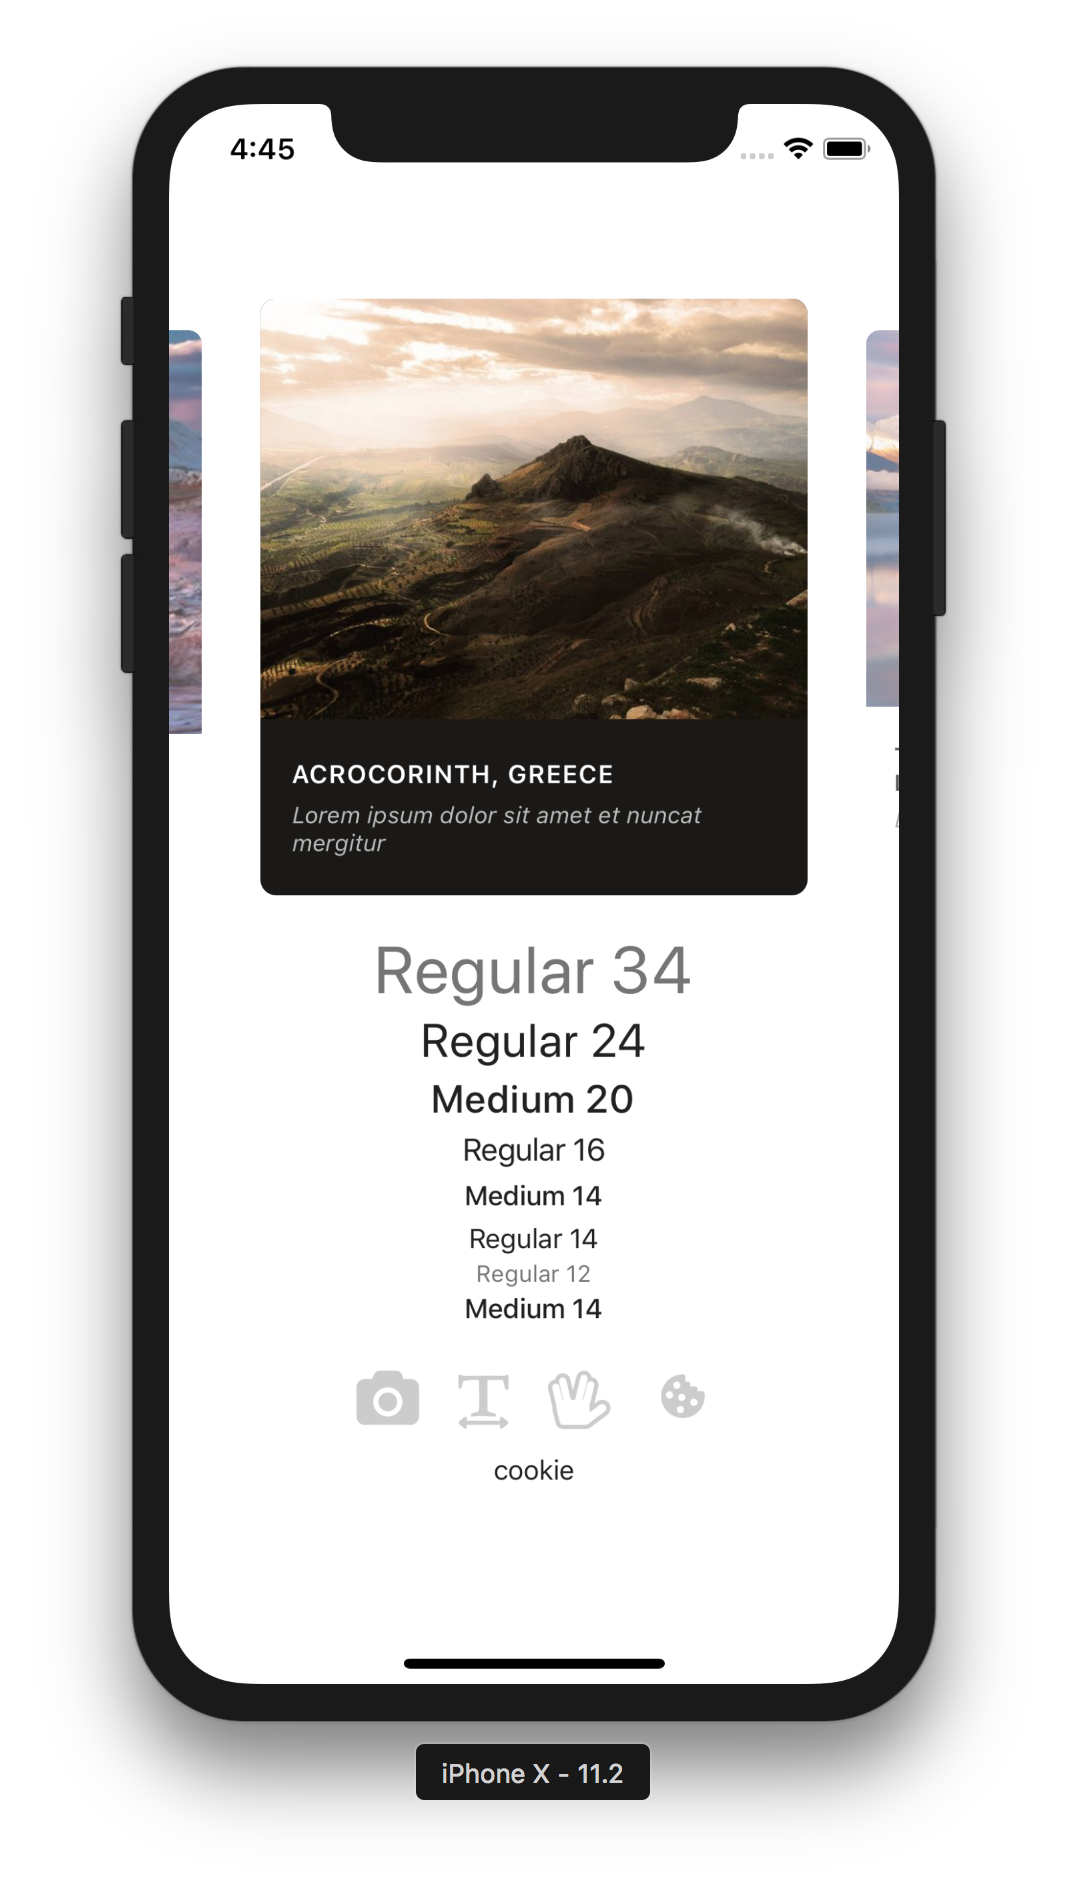 4:45
ACROCORINTH, GREECE
Lorem ipsum dolor sit amet et nuncat
mergitur
Regular 34
Regular 24
Medium 20
Regular 16
Medium 14
Regular 14
Regular 12
Medium 14
cookie
iPhone X - 11.2